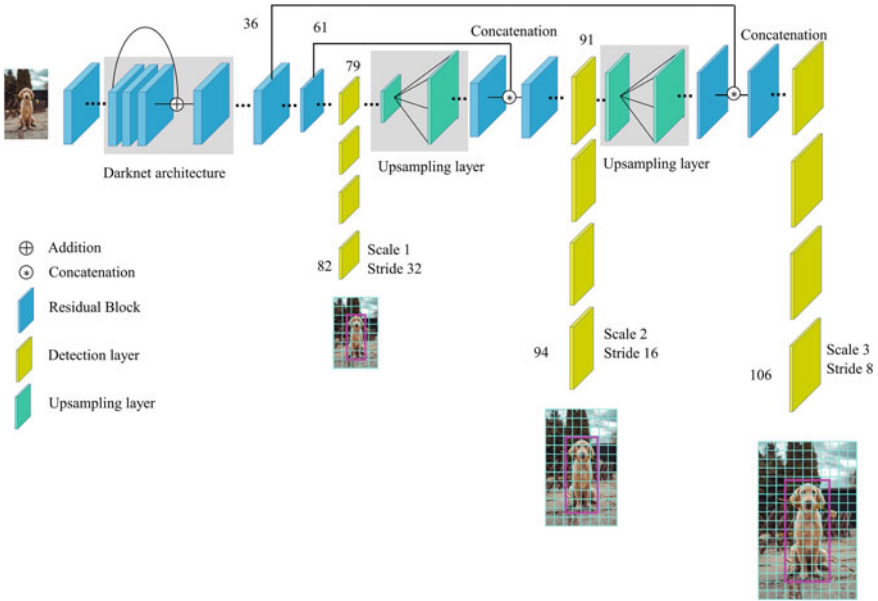 36
61
Concatenation
91
Concatenation
79
Darknet architecture
Upsampling layer
Upsampling layer
Addition
Concatenation
Residual Block
Detection layer
Upsampling layer
82
Scale 1
Stride 32
94
Scale 2
Stride 16
106
Scale 3
Stride 8